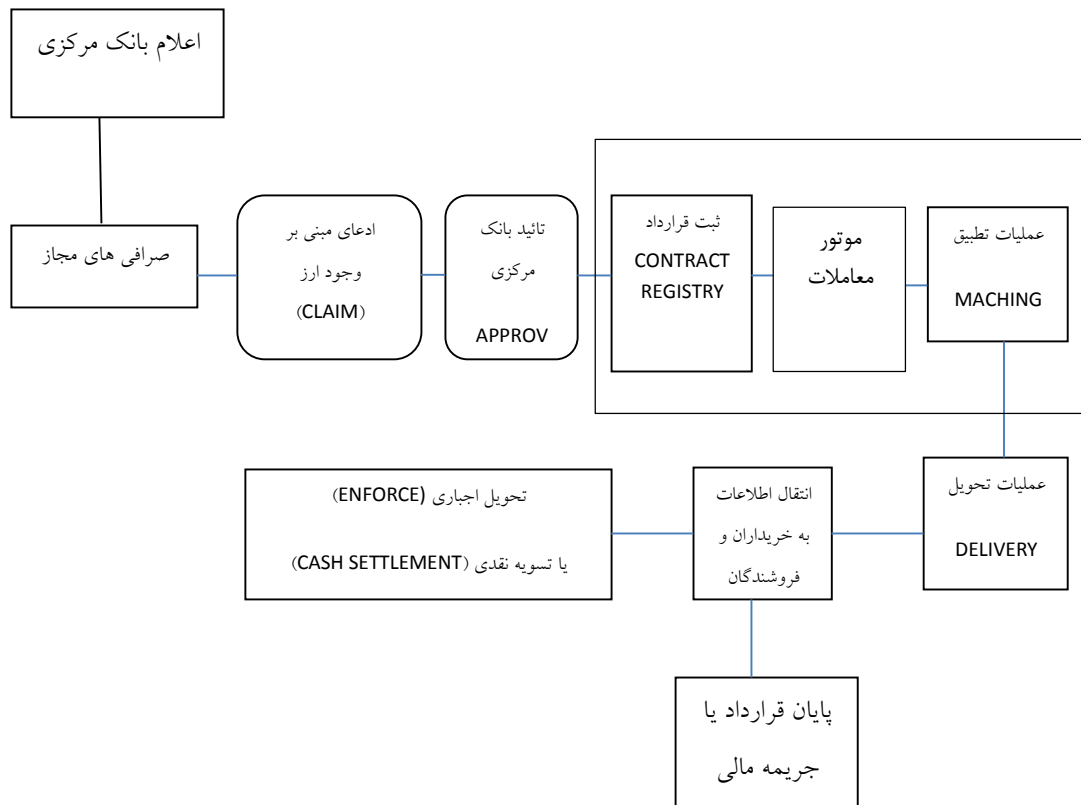 اعلام بانک مرکزی
صرافی های مجاز
ادعای مبنی بر
وجود ارز
(CLAIM)
تائید بانک
مرکزی
APPROV
ثبت قرارداد
CONTRACT
REGISTRY
موتور
معاملات
عملیات تطبیق
MACHING
عملیات تحویل
DELIVERY
انتقال اطلاعات
به خریداران و
فروشندگان
تحویل اجباری (ENFORCE)
یا تسویه نقدی (CASH SETTLEMENT)
پایان قرارداد یا
جریمه مالی